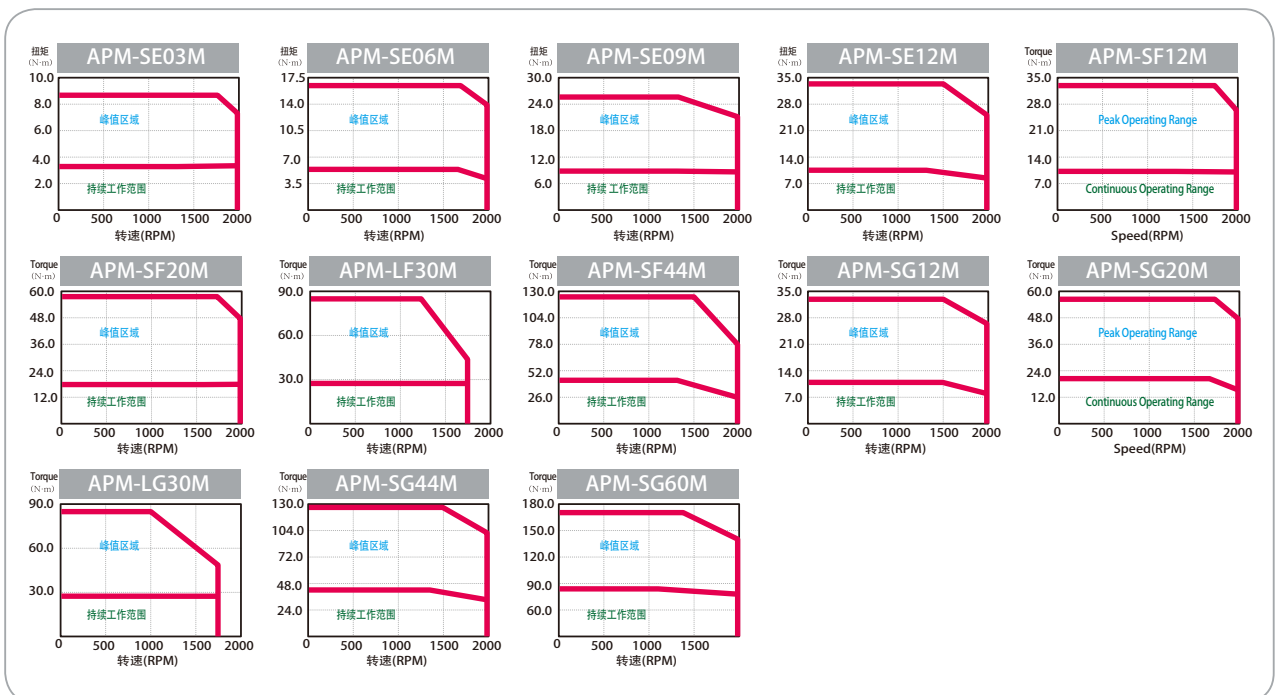 APM-SE03M
扭矩
(N·m)
10.0
8.0
6.0
4.0
2.0
峰值区域
持续工作范围
0 500 1000 1500 2000
转速(RPM)
APM-SE06M
扭矩
(N·m)
17.5
14.0
10.5
7.0
3.5
峰值区域
持续工作范围
0 500 1000 1500 2000
转速(RPM)
APM-SE09M
扭矩
(N·m)
30.0
24.0
18.0
12.0
6.0
峰值区域
持续 工作范围
0 500 1000 1500 2000
转速(RPM)
APM-SE12M
扭矩
(N·m)
35.0
28.0
21.0
14.0
7.0
峰值区域
持续工作范围
0 500 1000 1500 2000
转速(RPM)
APM-SF12M
Torque
(N·m)
35.0
28.0
21.0
14.0
7.0
Peak Operating Range
Continuous Operating Range
0 500 1000 1500 2000
Speed(RPM)
APM-SF20M
Torque
(N·m)
60.0
48.0
36.0
24.0
12.0
峰值区域
持续工作范围
0 500 1000 1500 2000
转速(RPM)
APM-LF30M
Torque
(N·m)
90.0
60.0
30.0
峰值区域
持续工作范围
0 500 1000 1500 2000
转速(RPM)
APM-SF44M
Torque
(N·m)
130.0
104.0
78.0
52.0
26.0
峰值区域
持续工作范围
0 500 1000 1500 2000
转速(RPM)
APM-SG12M
Torque
(N·m)
35.0
28.0
21.0
14.0
7.0
峰值区域
持续工作范围
0 500 1000 1500 2000
转速(RPM)
APM-SG20M
Torque
(N·m)
60.0
48.0
36.0
24.0
12.0
Peak Operating Range
Continuous Operating Range
0 500 1000 1500 2000
Speed(RPM)
APM-LG30M
Torque
(N·m)
90.0
60.0
30.0
峰值区域
持续工作范围
0 500 1000 1500 2000
转速(RPM)
APM-SG44M
Torque
(N·m)
130.0
104.0
72.0
48.0
24.0
峰值区域
持续工作范围
0 500 1000 1500 2000
转速(RPM)
APM-SG60M
Torque
(N·m)
180.0
150.0
120.0
90.0
60.0
峰值区域
持续工作范围
0 500 1000 1500
转速(RPM)